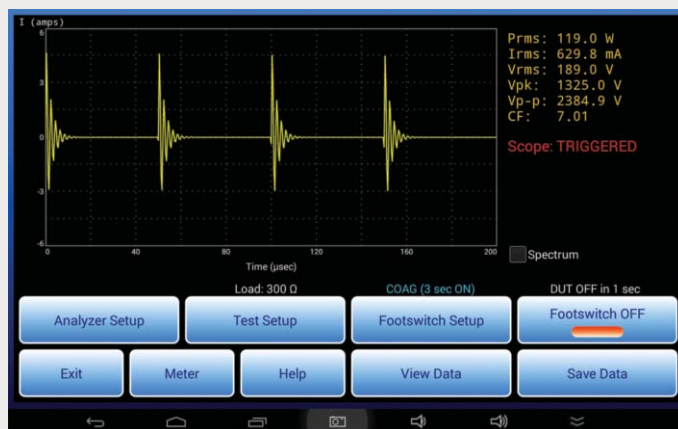 I (amps)
6
3
0
-3
-6
0 40 80 120 160 200
Time (µsec)
Prms: 119.0 W
Irms: 629.8 mA
Vrms: 189.0 V
Vpk: 1325.0 V
Vp-p: 2384.9 V
CF: 7.01
Scope: TRIGGERED
Spectrum
Load: 300 Ω
COAG (3 sec ON)
DUT OFF in 1 sec
Analyzer Setup
Test Setup
Footswitch Setup
Footswitch OFF
Exit
Meter
Help
View Data
Save Data